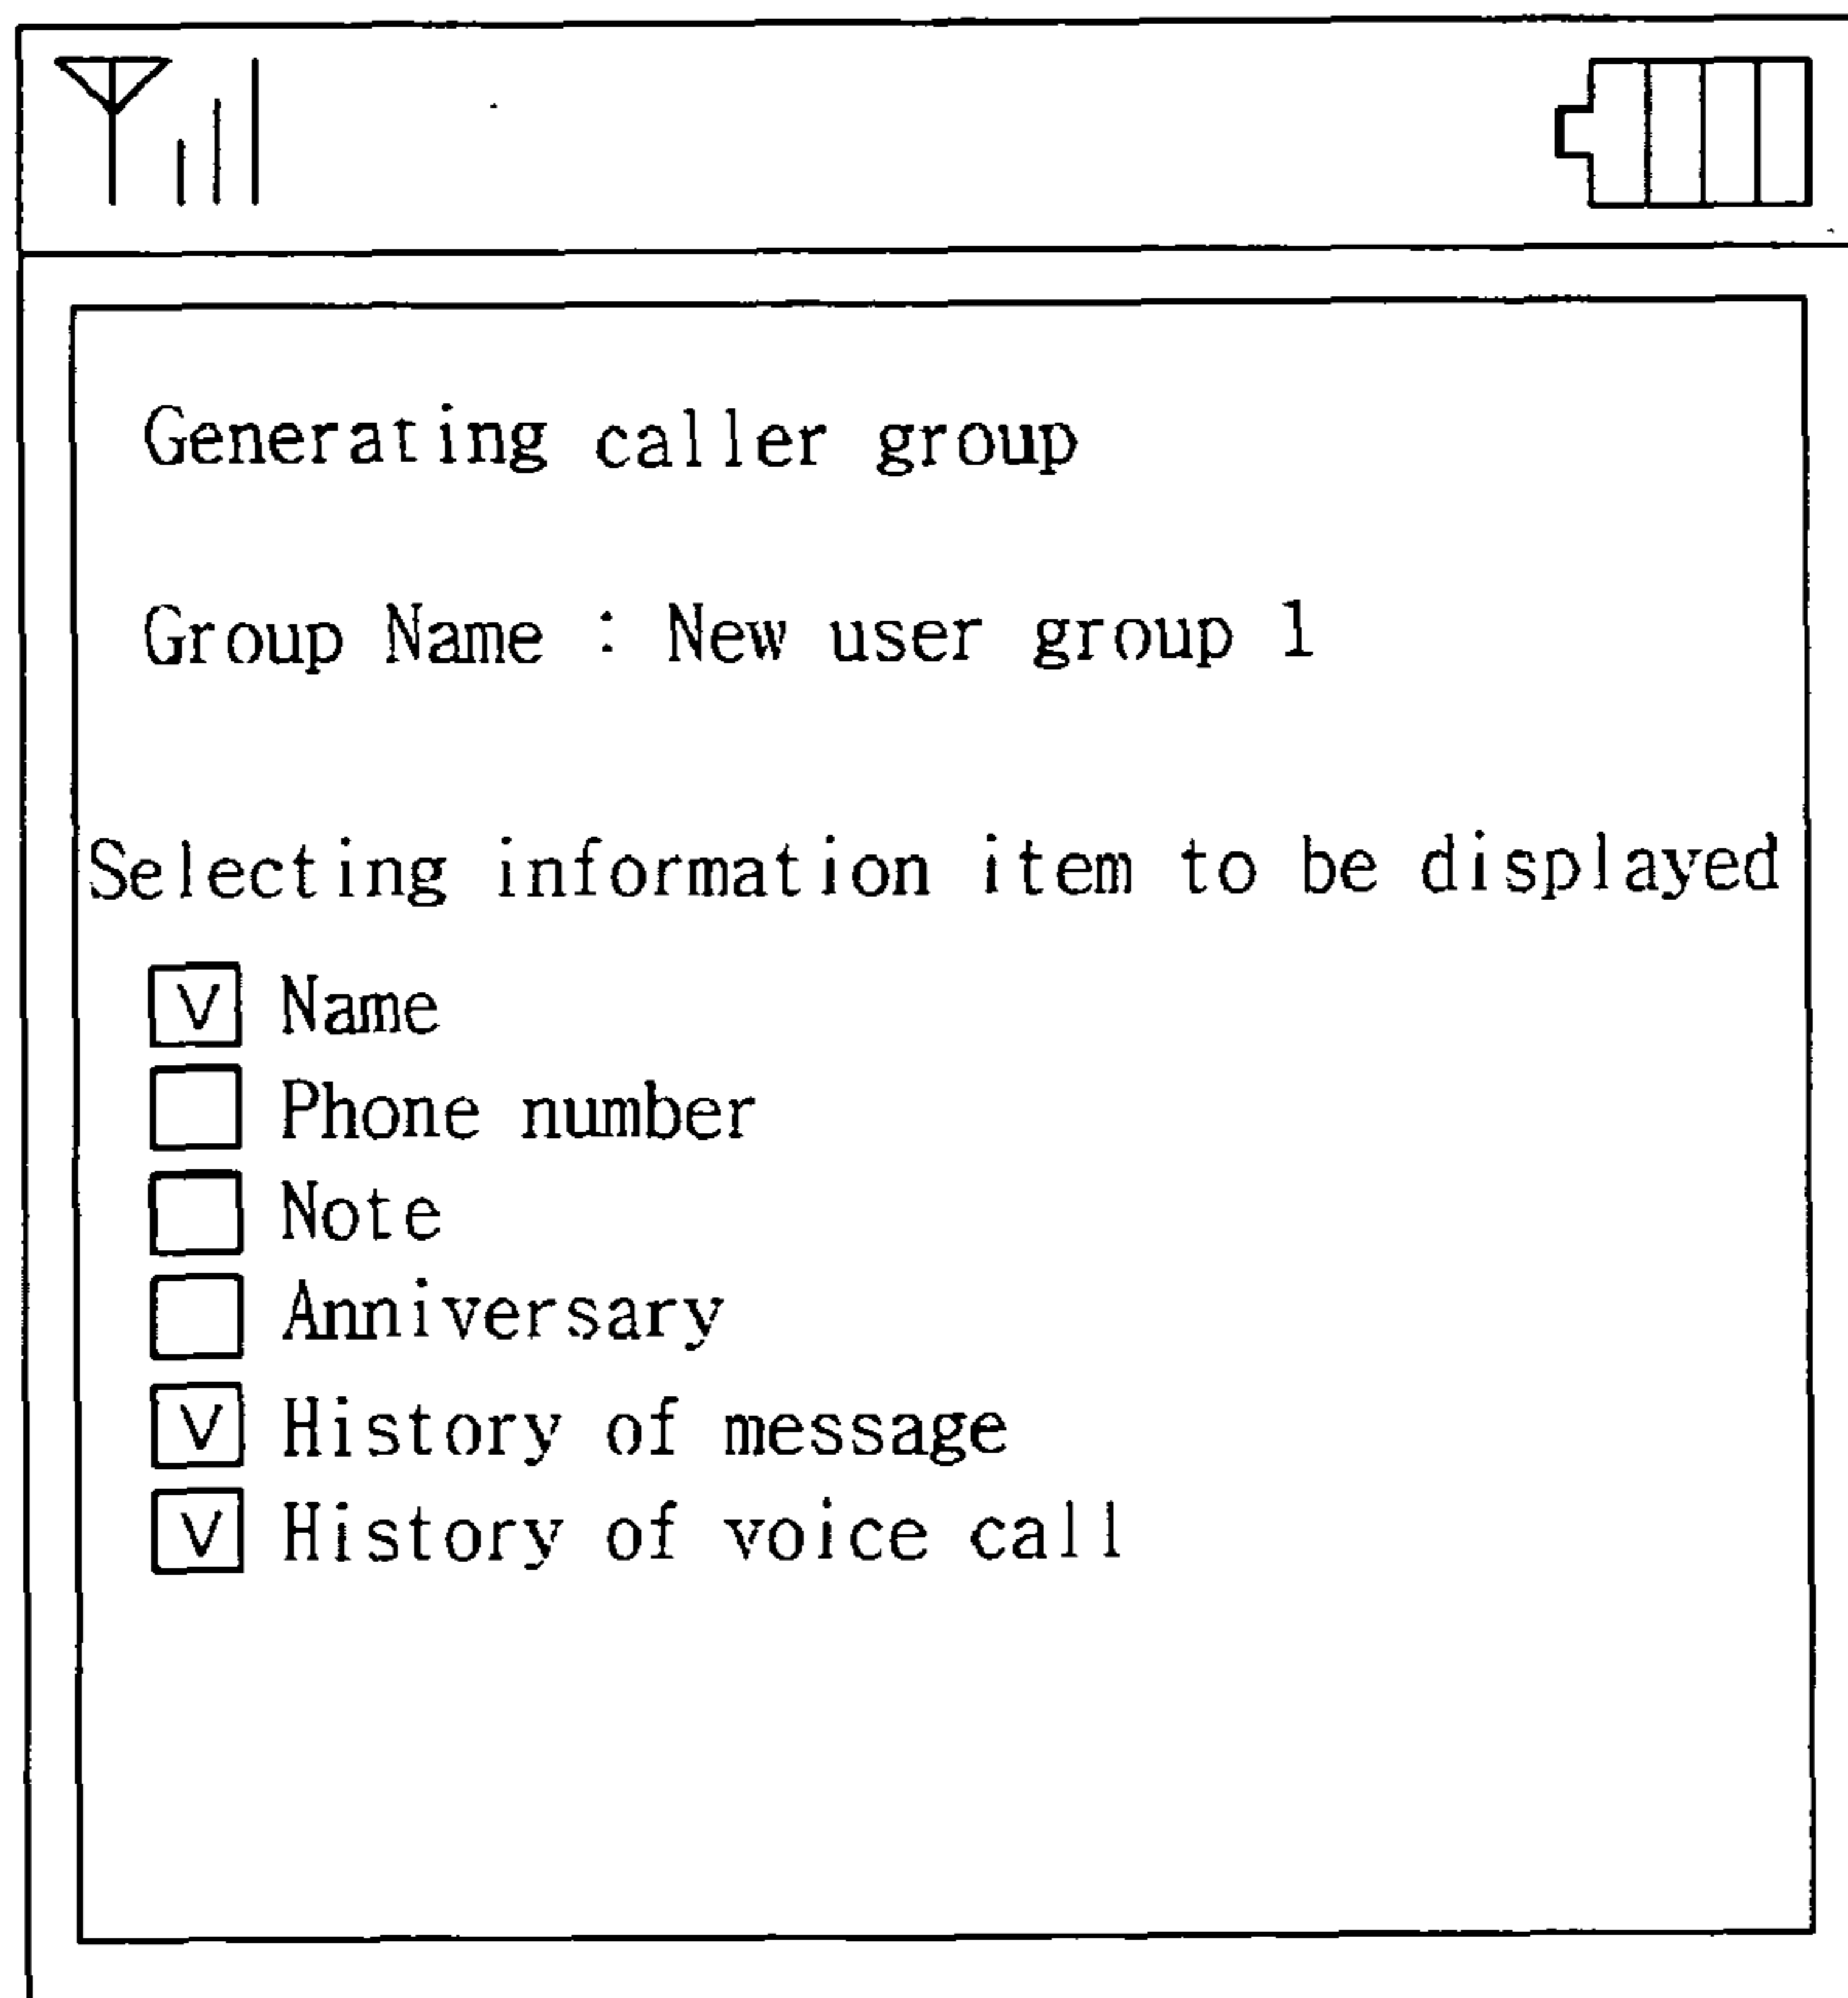 Generating caller group
Group Name : New user group 1
Selecting information item to be displayed
V Name
Phone number
Note
Anniversary
V History of message
V History of voice call